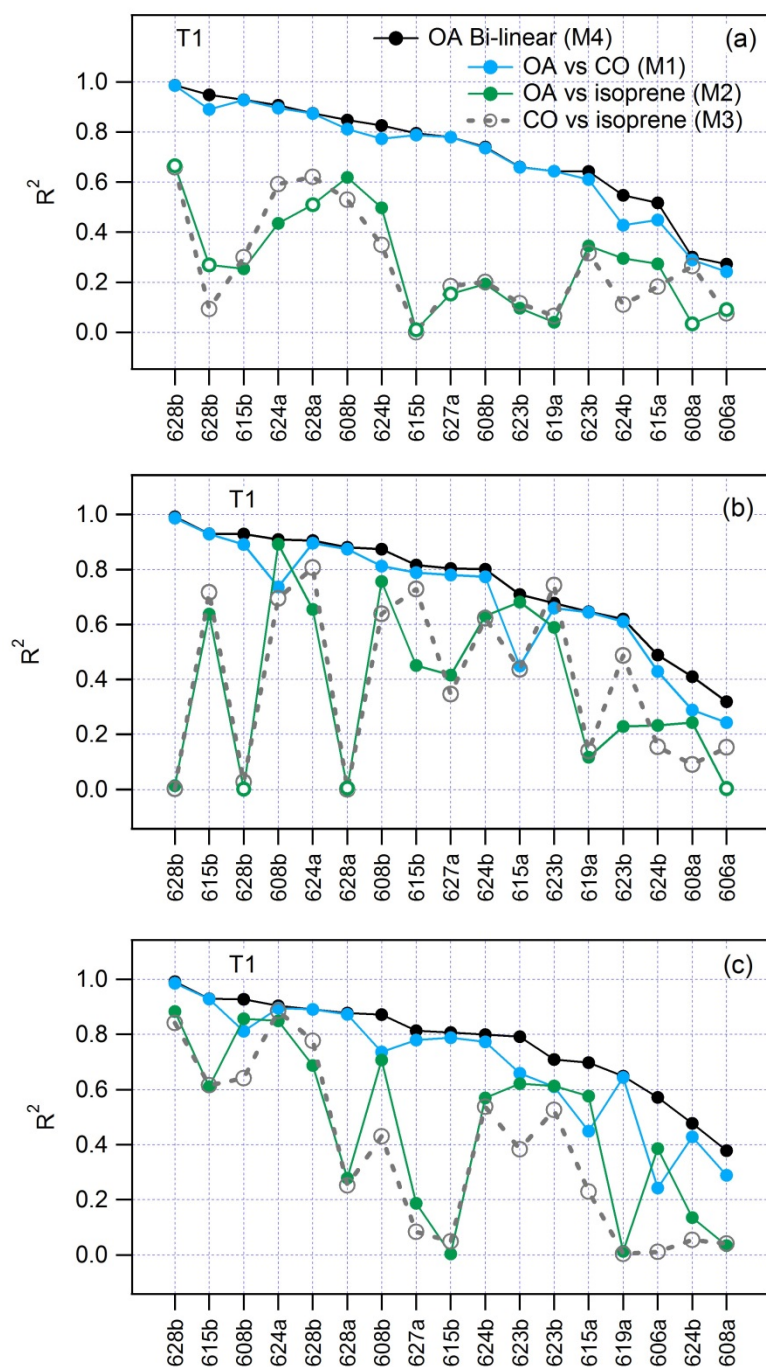 T1
(a)
OA Bi-linear (M4)
OA vs CO (M1)
OA vs isoprene (M2)
CO vs isoprene (M3)
R²
1.0
0.8
0.6
0.4
0.2
0.0
628b 628b 615b 624a 628a 608b 624b 615b 627a 608b 623b 619a 623b 624b 615a 608a 606a
T1
(b)
R²
1.0
0.8
0.6
0.4
0.2
0.0
628b 615b 628b 608b 624a 628a 608b 615b 627a 624b 615a 623b 619a 623b 624b 608a 606a
T1
(c)
R²
1.0
0.8
0.6
0.4
0.2
0.0
628b 615b 608b 624a 628b 628a 608b 627a 615b 624b 623b 623b 615a 619a 606a 624b 608a